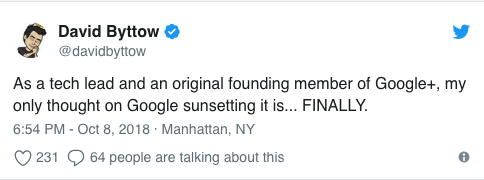 David Byttow
@davidbyttow
As a tech lead and an original founding member of Google+, my
only thought on Google sunsetting it is... FINALLY.
6:54 PM - Oct 8, 2018 · Manhattan, NY
231 64 people are talking about this